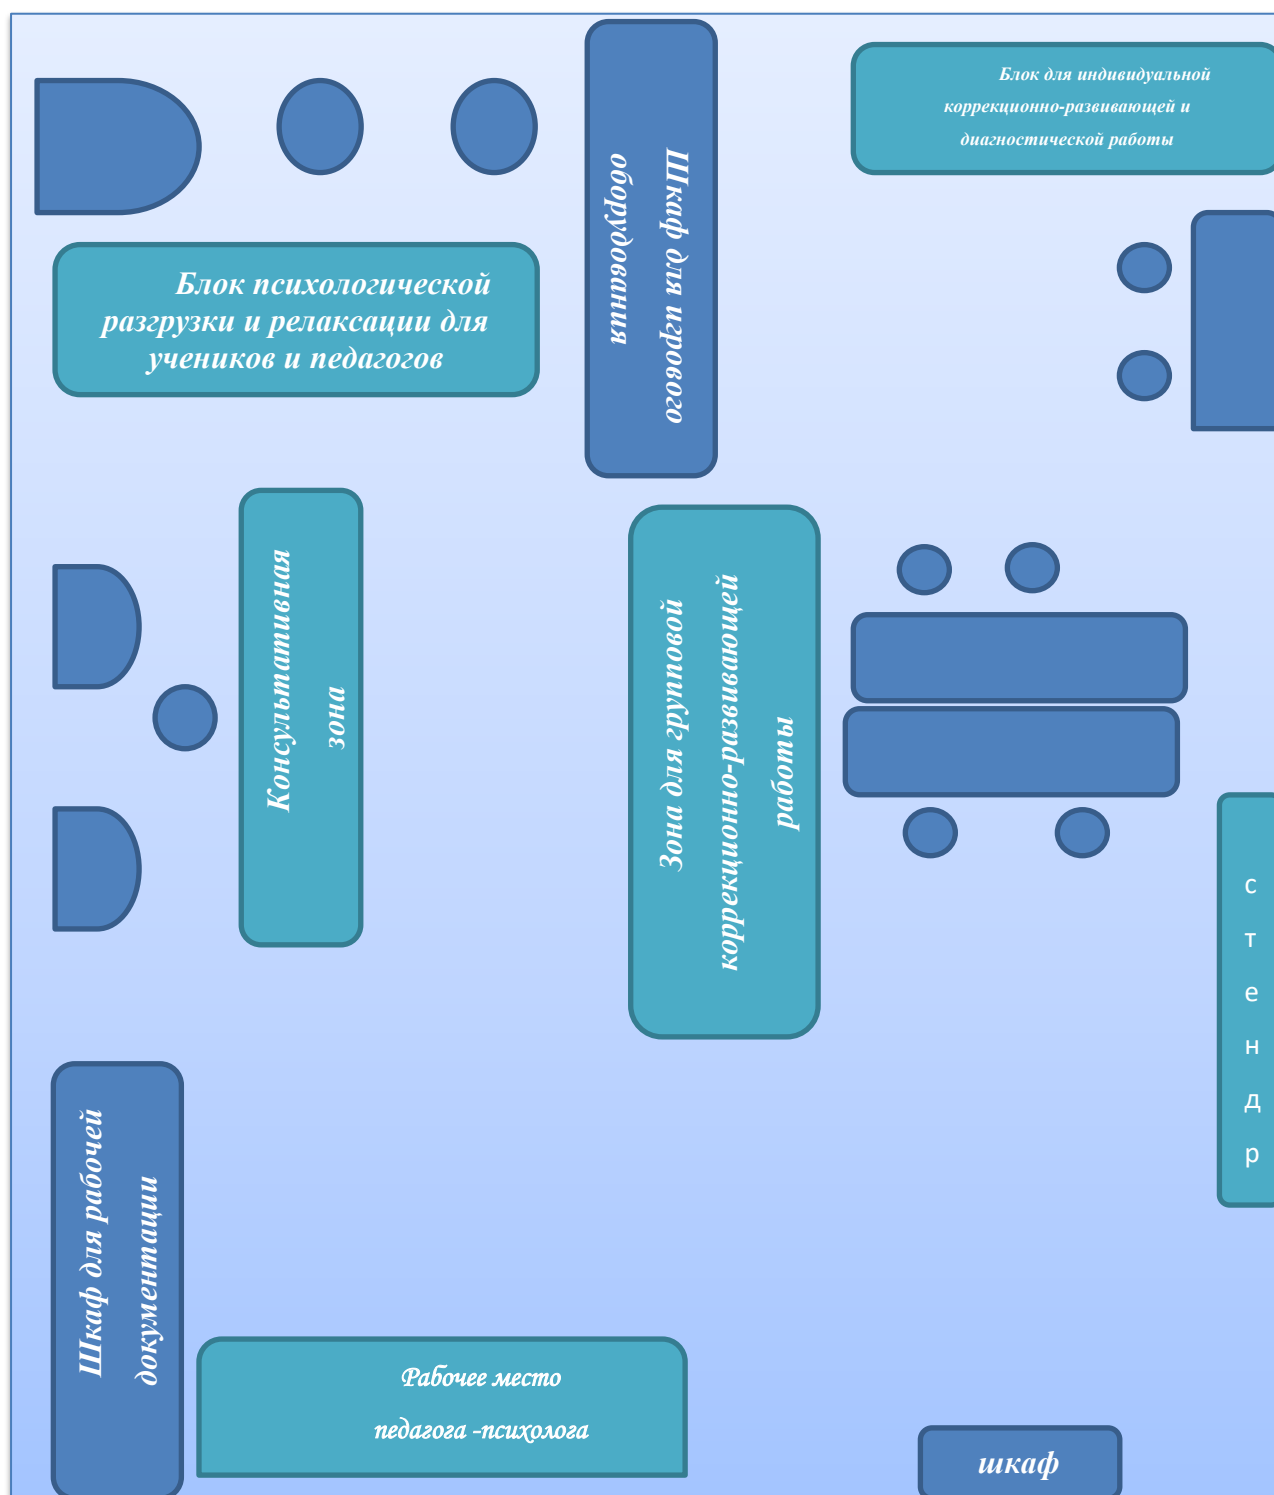 Блок для индивидуальной
коррекционно-развивающей и
диагностической работы
Шкаф для игрового
оборудования
Блок психологической
разгрузки и релаксации для
учеников и педагогов
Консультативная
зона
Зона для групповой
коррекционно-развивающей
работы
с
т
е
н
д
р
Шкаф для рабочей
документации
Рабочее место
педагога -психолога
шкаф